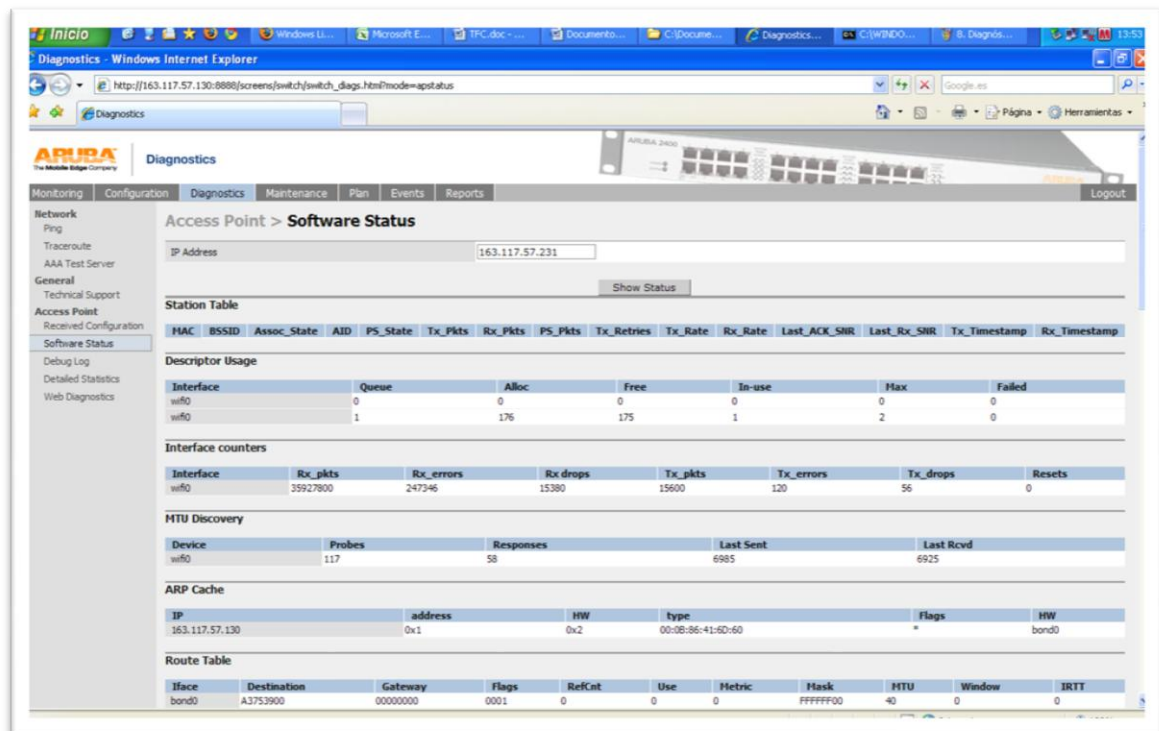 Inicio Windows Li... Microsoft E... TFC.doc - ... Documento... C:\Docume... Diagnostics... C:\WINDO... 8. Diagnós... 13:53
Diagnostics - Windows Internet Explorer
http://163.117.57.130:8888/screens/switch/switch_diags.html?mode=apstatus Google.es
Diagnostics Página Herramientas
ARUBA Diagnostics ARUBA 2400
The Mobile Edge Company
Monitoring Configuration Diagnostics Maintenance Plan Events Reports Logout
Network
Ping
Traceroute
AAA Test Server
General
Technical Support
Access Point
Received Configuration
Software Status
Debug Log
Detailed Statistics
Web Diagnostics
Access Point > Software Status
IP Address 163.117.57.231
Show Status
Station Table
MAC BSSID Assoc_State AID PS_State Tx_Pkts Rx_Pkts PS_Pkts Tx_Retries Tx_Rate Rx_Rate Last_ACK_SNR Last_Rx_SNR Tx_Timestamp Rx_Timestamp
Descriptor Usage
Interface Queue Alloc Free In-use Max Failed
wifi0 0 0 0 0 0 0
wifi0 1 176 175 1 2 0
Interface counters
Interface Rx_pkts Rx_errors Rx drops Tx_pkts Tx_errors Tx_drops Resets
wifi0 35927800 247346 15380 15600 120 56 0
MTU Discovery
Device Probes Responses Last Sent Last Rcvd
wifi0 117 58 6985 6925
ARP Cache
IP address HW type Flags HW
163.117.57.130 0x1 0x2 00:0B:86:41:6D:60 * bond0
Route Table
Iface Destination Gateway Flags RefCnt Use Metric Mask MTU Window IRTT
bond0 A3753900 00000000 0001 0 0 0 FFFFFF00 40 0 0